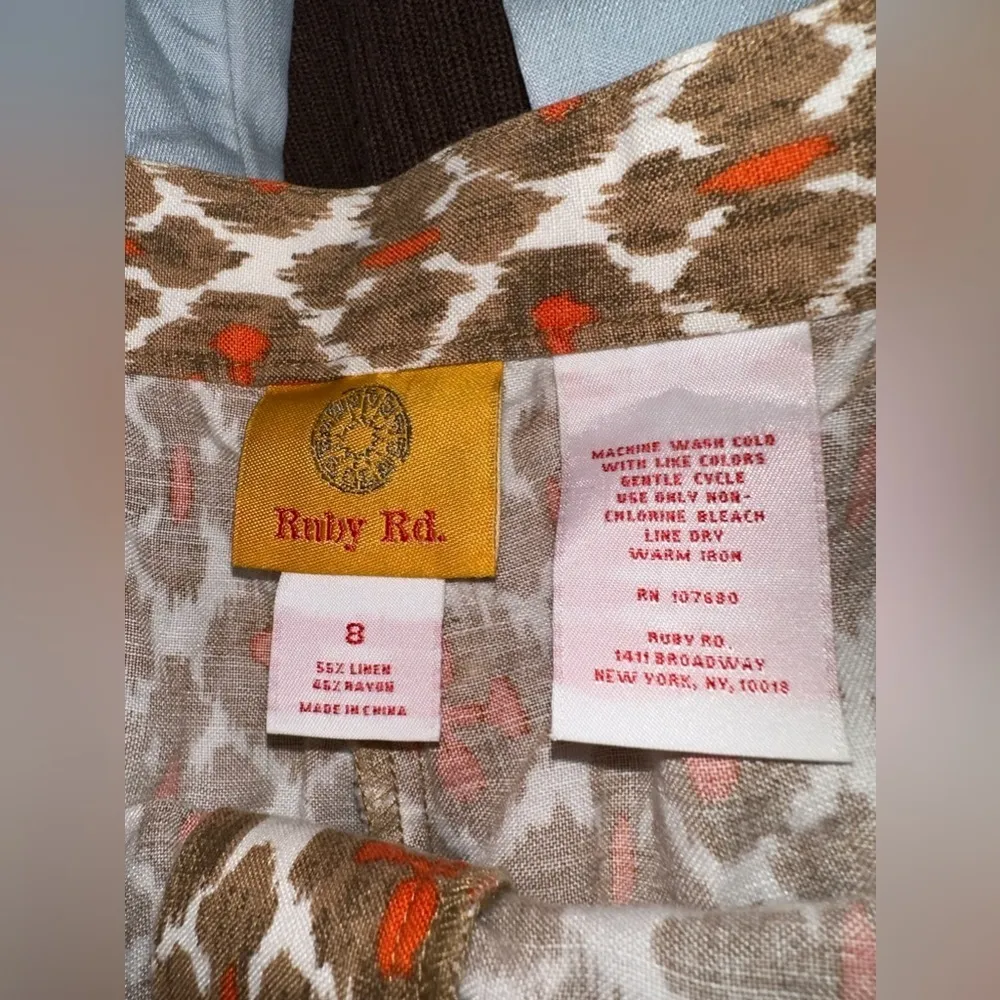 Ruby Rd.
8
55% LINEN
45% RAYON
MADE IN CHINA
MACHINE WASH COLD
WITH LIKE COLORS
GENTLE CYCLE
USE ONLY NON-
CHLORINE BLEACH
LINE DRY
WARM IRON
RN 107680
RUBY RD.
1411 BROADWAY
NEW YORK, NY, 10018